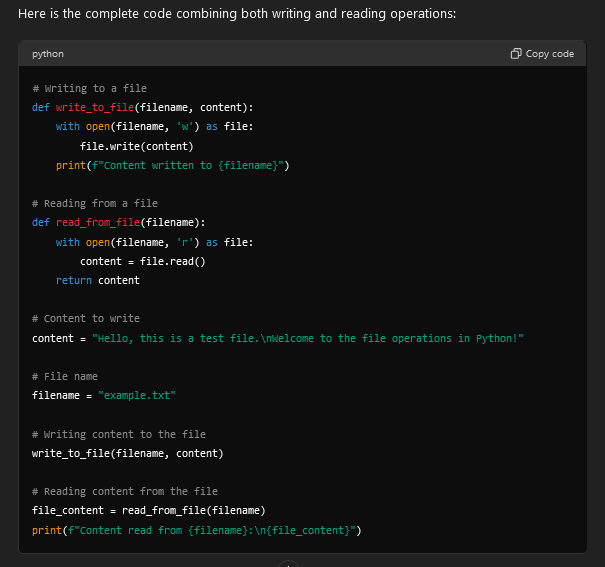 Here is the complete code combining both writing and reading operations:
python
Copy code
# Writing to a file
def write_to_file(filename, content):
    with open(filename, 'w') as file:
        file.write(content)
    print(f"Content written to {filename}")

# Reading from a file
def read_from_file(filename):
    with open(filename, 'r') as file:
        content = file.read()
    return content

# Content to write
content = "Hello, this is a test file.\nWelcome to the file operations in Python!"

# File name
filename = "example.txt"

# Writing content to the file
write_to_file(filename, content)

# Reading content from the file
file_content = read_from_file(filename)
print(f"Content read from {filename}:\n{file_content}")